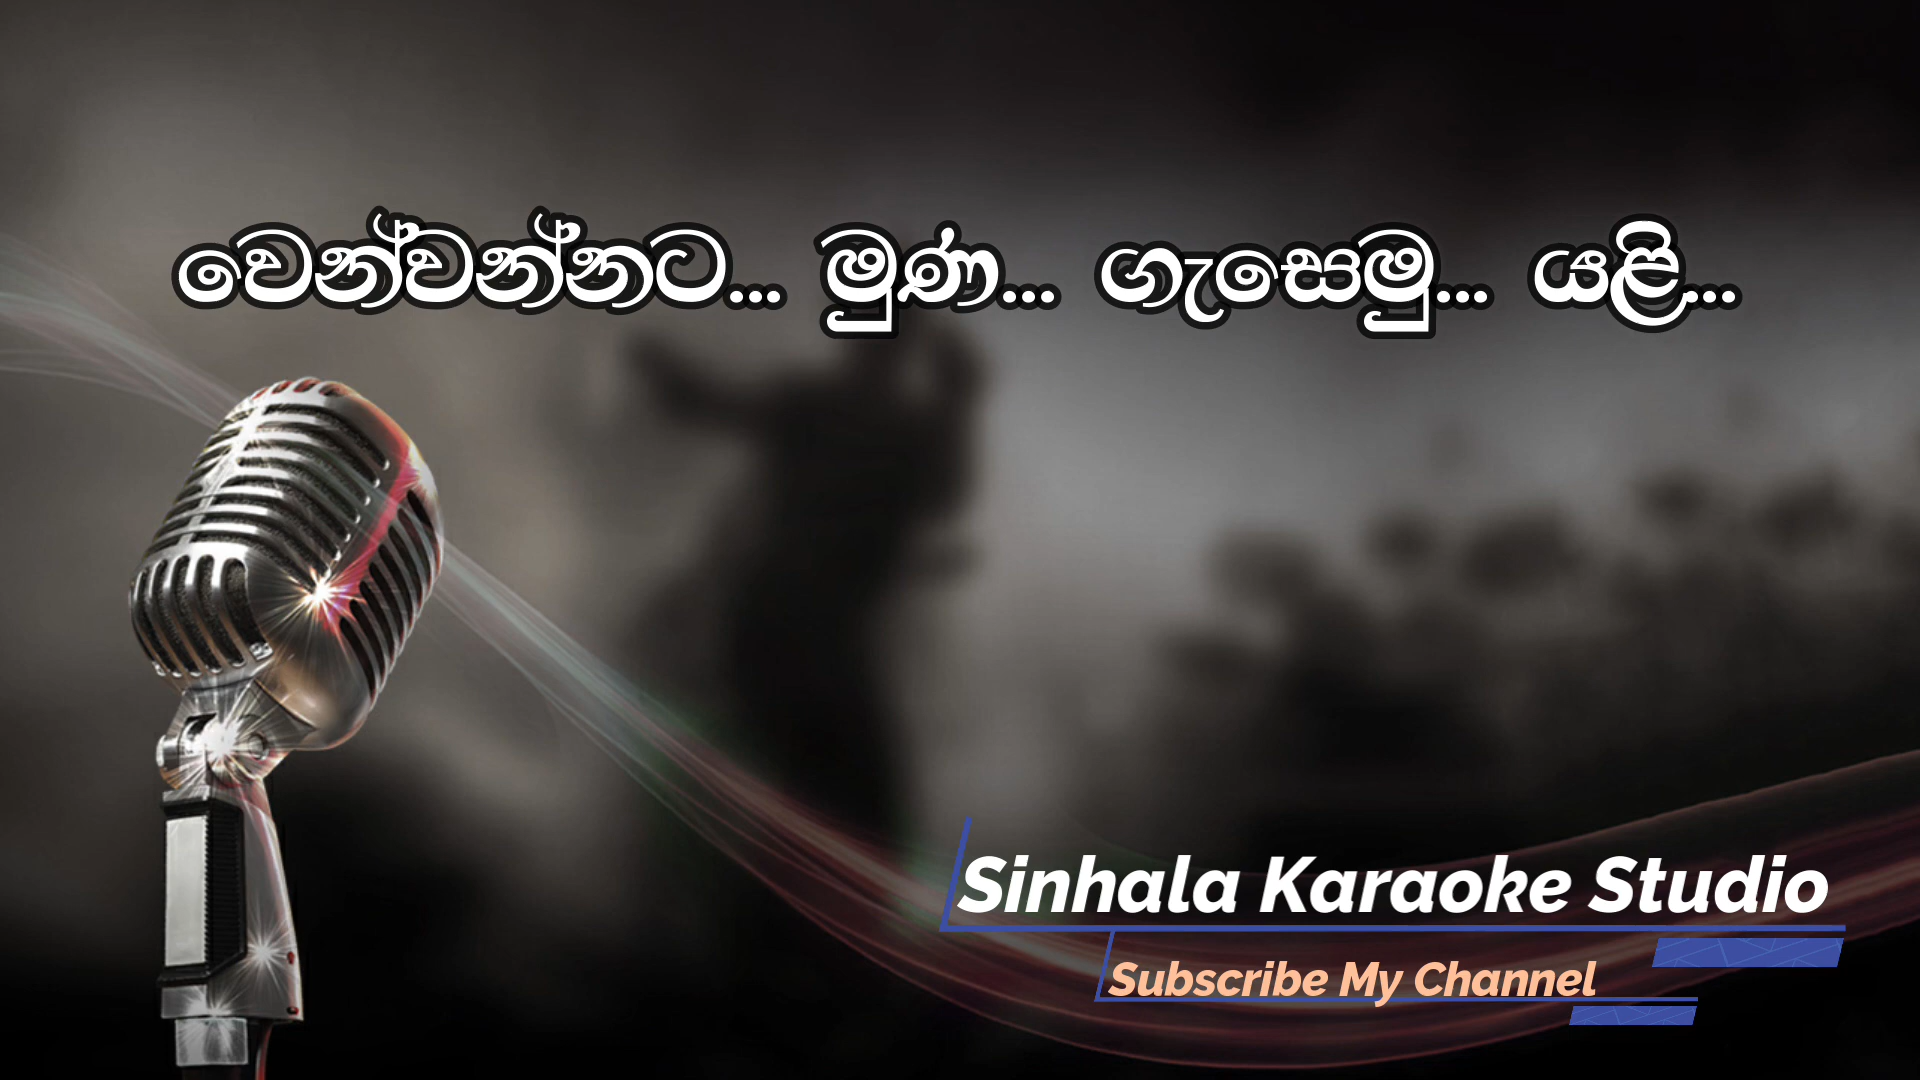 වෙන්වන්නට... මුණ... ගැසෙමු... යළි...
Sinhala Karaoke Studio
Subscribe My Channel